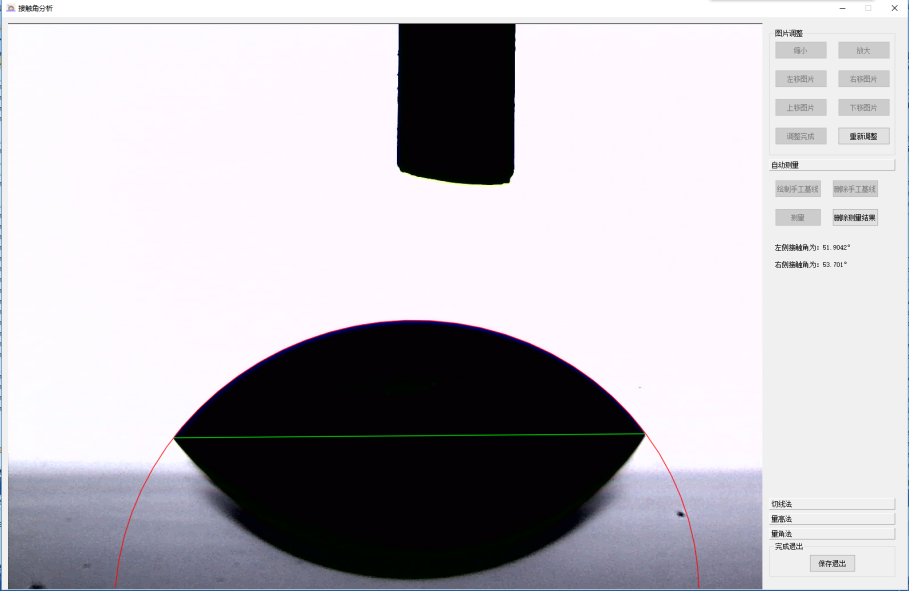 接触角分析
图片调整
缩小
放大
左移图片
右移图片
上移图片
下移图片
调整完成
重新调整
自动测量
绘制手工基线
删除手工基线
测量
删除测量结果
左侧接触角为: 51.9042°
右侧接触角为: 53.701°
切线法
量高法
量角法
完成退出
保存退出